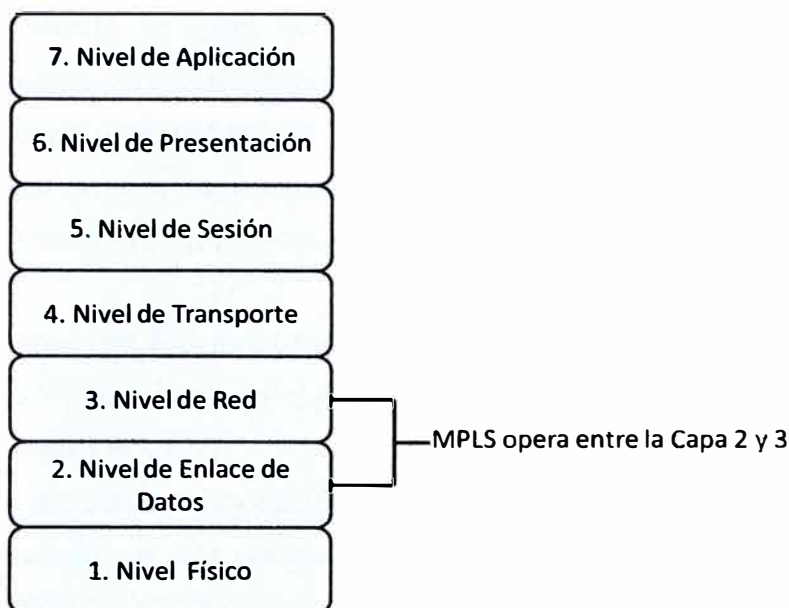 7. Nivel de Aplicación
6. Nivel de Presentación
5. Nivel de Sesión
4. Nivel de Transporte
3. Nivel de Red
MPLS opera entre la Capa 2 y 3
2. Nivel de Enlace de
Datos
1. Nivel Físico